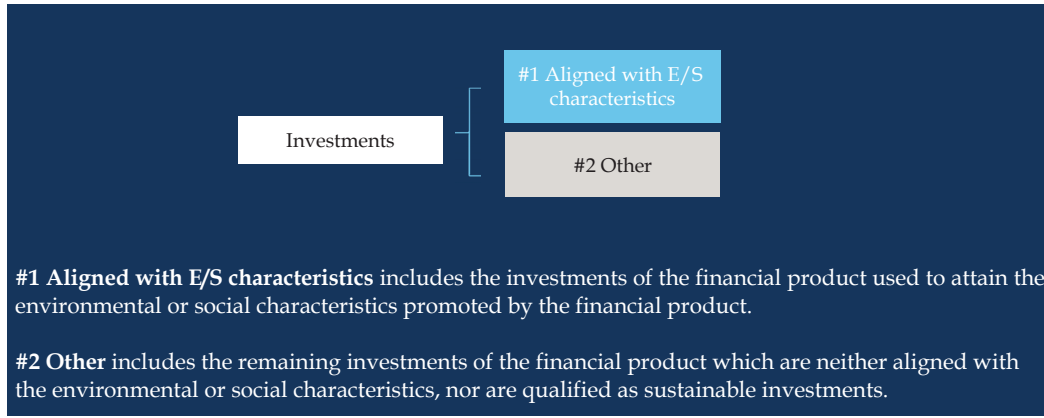 #1 Aligned with E/S
characteristics
Investments
#2 Other
#1 Aligned with E/S characteristics includes the investments of the financial product used to attain the
environmental or social characteristics promoted by the financial product.
#2 Other includes the remaining investments of the financial product which are neither aligned with
the environmental or social characteristics, nor are qualified as sustainable investments.